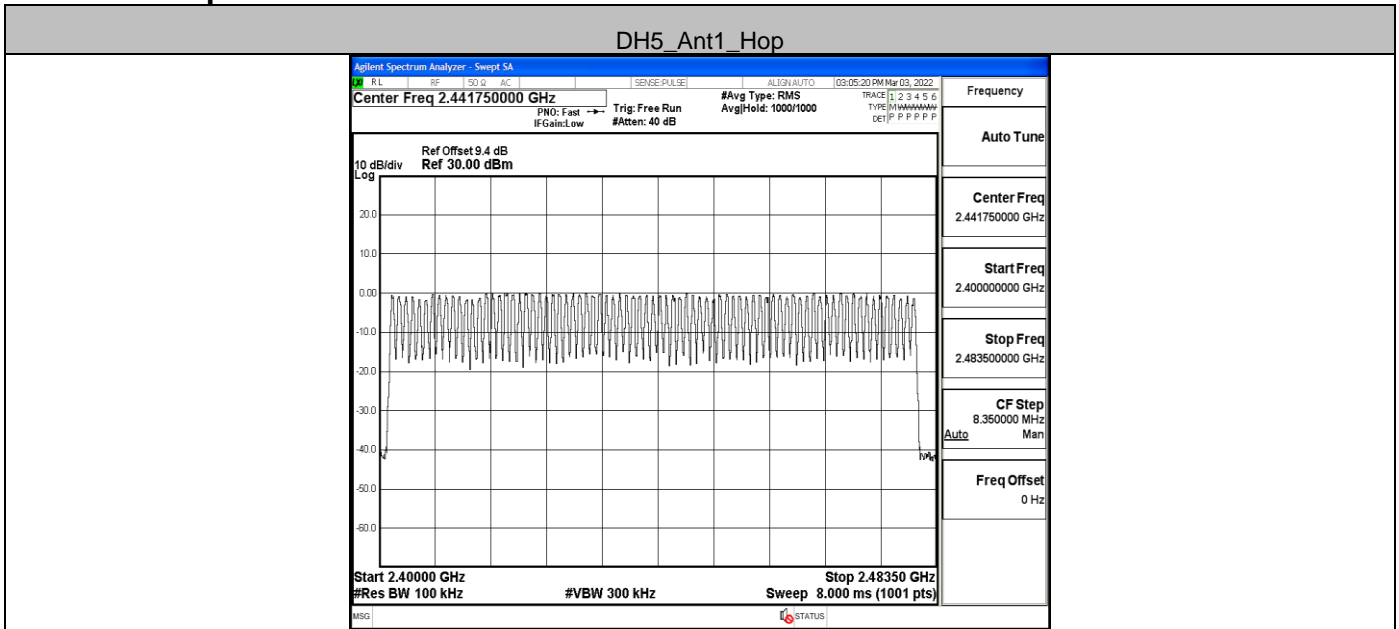 DH5_Ant1_Hop
Agilent Spectrum Analyzer - Swept SA
RL RF 50 Ω AC SENSE:PULSE ALIGNAUTO 03:05:20 PM Mar 03, 2022
Center Freq 2.441750000 GHz
PNO: Fast
IFGain:Low
Trig: Free Run
#Atten: 40 dB
#Avg Type: RMS
Avg|Hold: 1000/1000
TRACE 1 2 3 4 5 6
TYPE M W W W W W
DET P P P P P P
Ref Offset 9.4 dB
10 dB/div Ref 30.00 dBm
Log
20.0
10.0
0.00
-10.0
-20.0
-30.0
-40.0
-50.0
-60.0
Start 2.40000 GHz Stop 2.48350 GHz
#Res BW 100 kHz #VBW 300 kHz Sweep 8.000 ms (1001 pts)
MSG STATUS
Frequency
Auto Tune
Center Freq
2.441750000 GHz
Start Freq
2.400000000 GHz
Stop Freq
2.483500000 GHz
CF Step
8.350000 MHz
Auto Man
Freq Offset
0 Hz